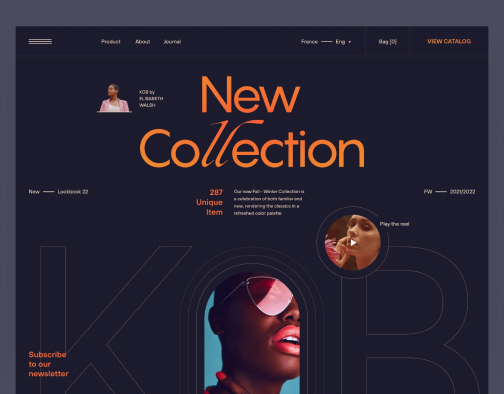 Product About Journal France Eng Bag [0] VIEW CATALOG
KOB by
ELISABETH
WALSH
New
Collection
New Lookbook 22
287
Unique
Item
Our new Fall - Winter Collection is
a celebration of both familiar and
new, rendering the classics in a
refreshed color palette
FW 2021/2022
Play the reel
KOB
Subscribe
to our
newsletter